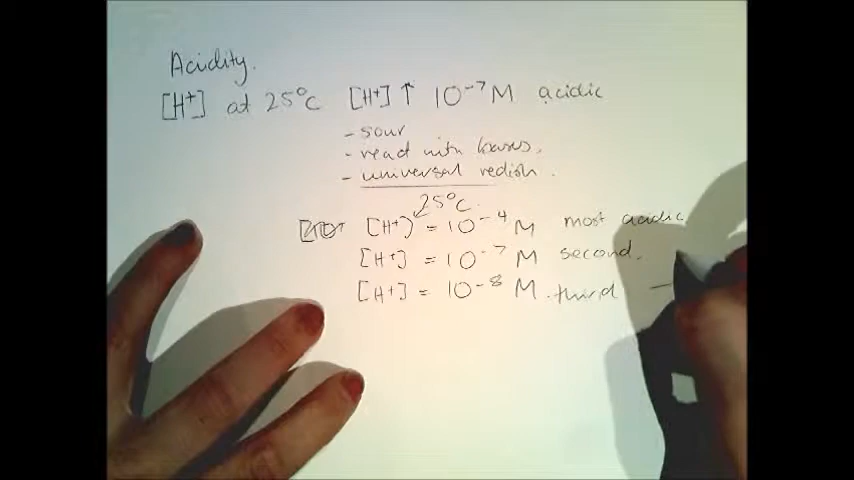 Acidity.
[H+] at 25°C [H+] ↑ 10⁻⁷ M acidic
- sour
- react with bases.
- universal redish.
25°C.
[H+] = 10⁻⁴ M most acidic
[H+] = 10⁻⁷ M second.
[H+] = 10⁻⁸ M. third —